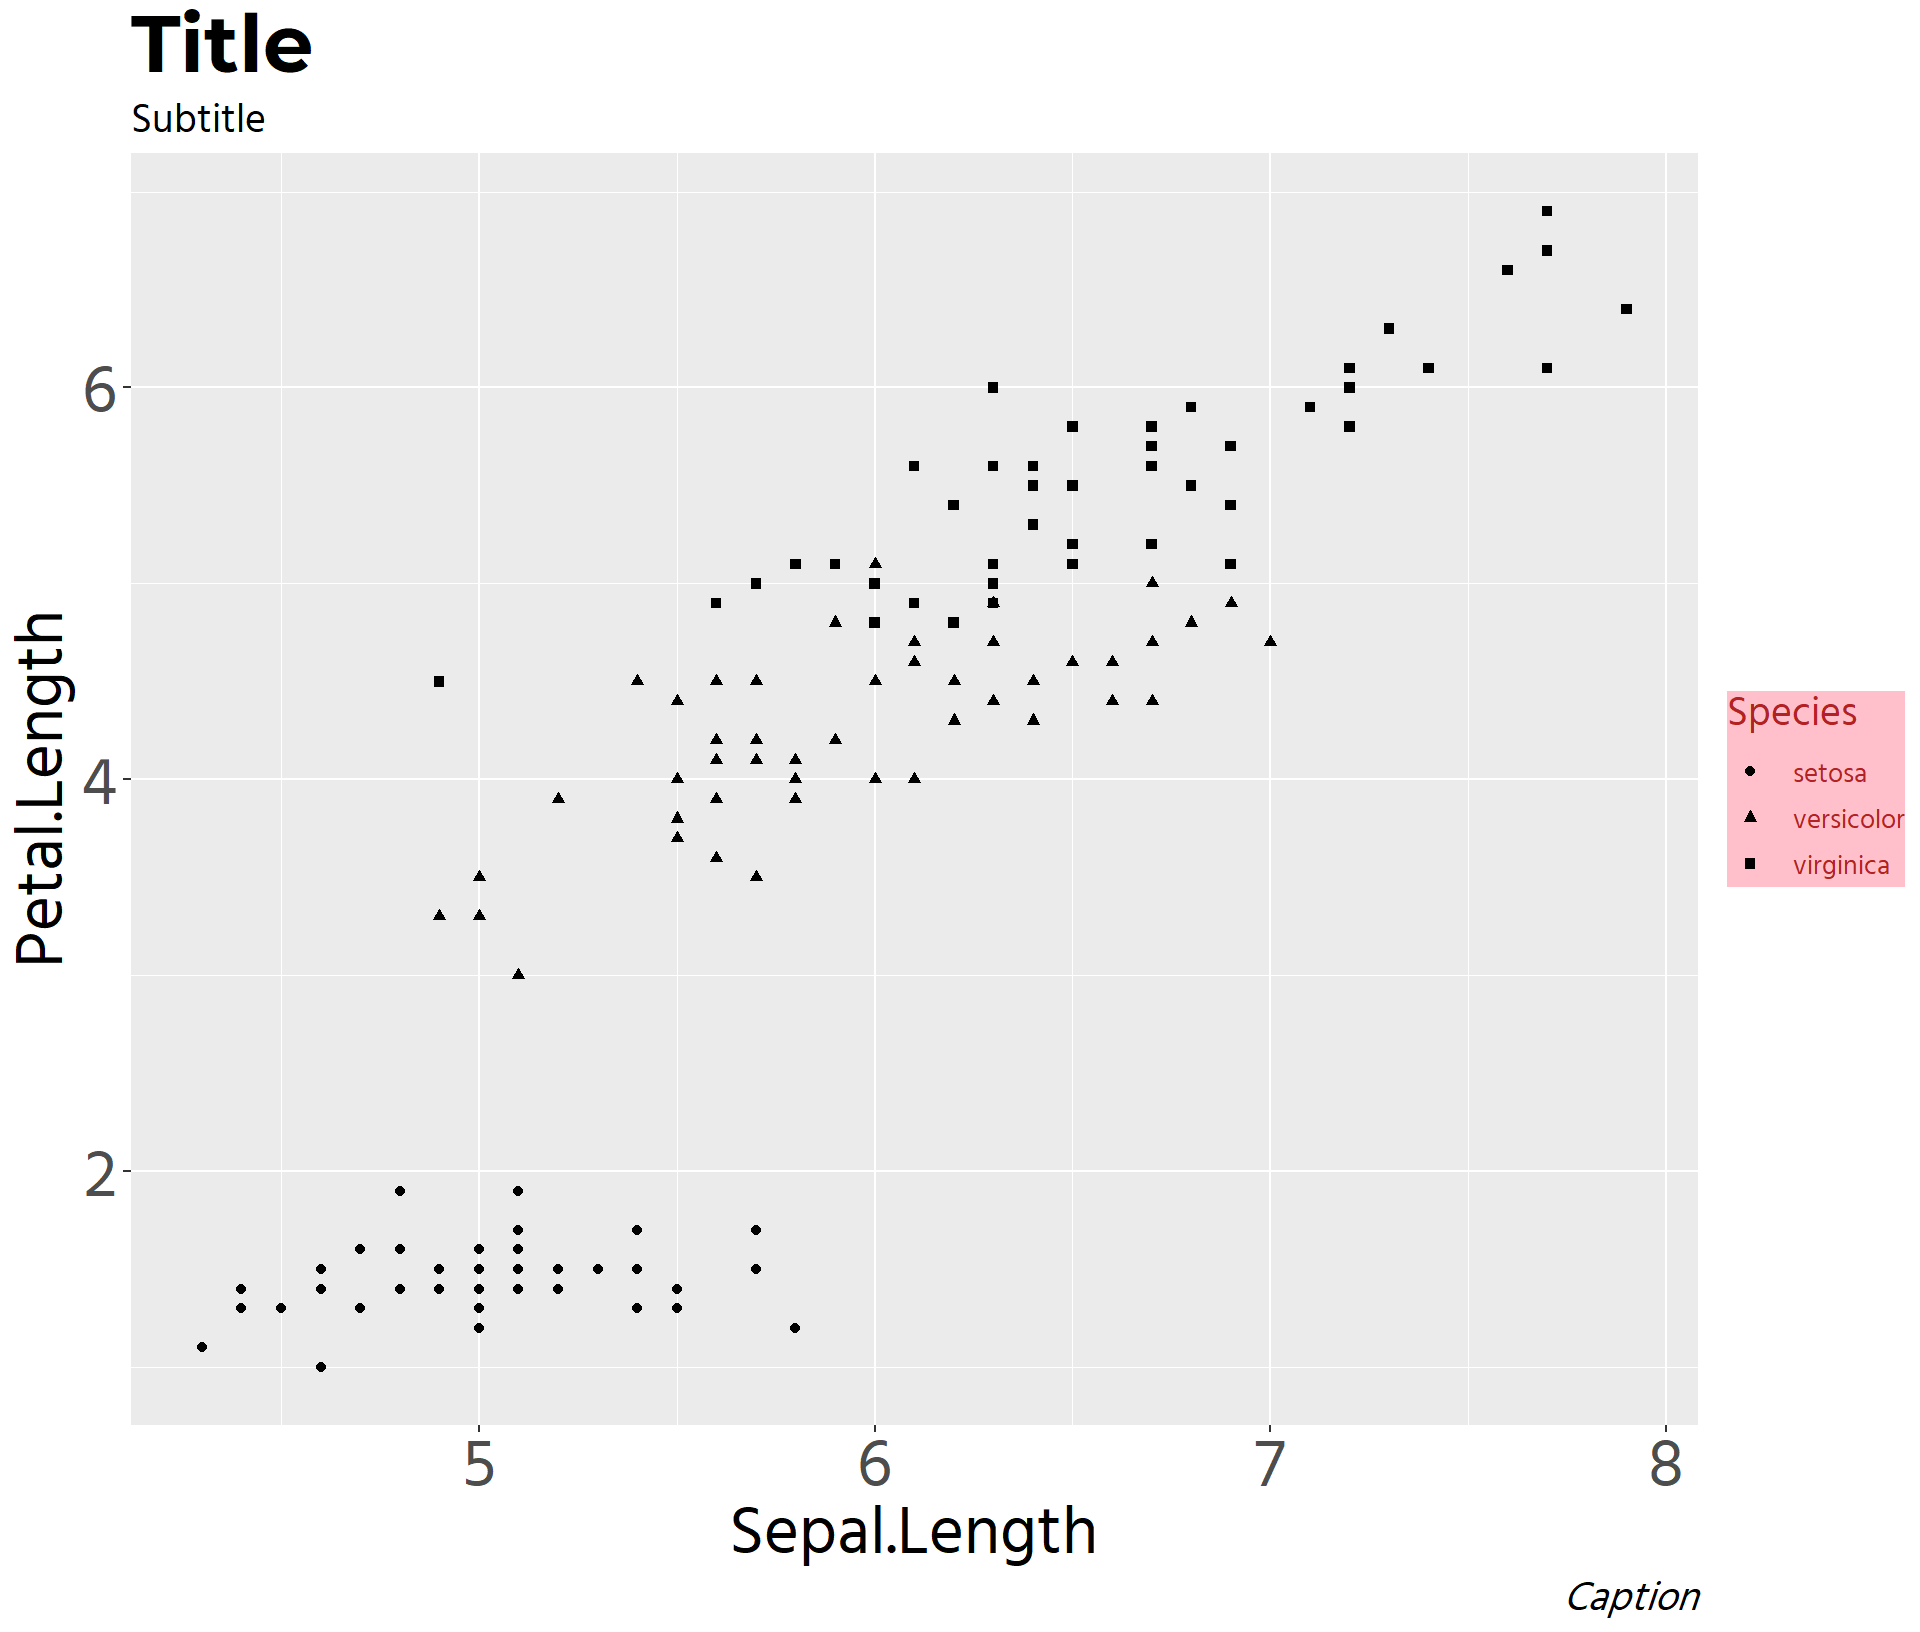 Title
Subtitle
Petal.Length
6
4
2
5 6 7 8
Sepal.Length
Species
setosa
versicolor
virginica
Caption